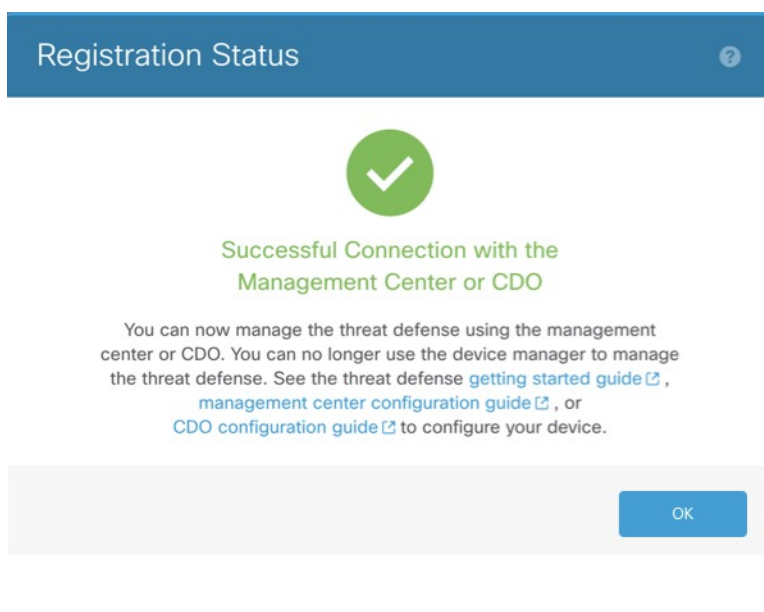 Registration Status
?
Successful Connection with the
Management Center or CDO
You can now manage the threat defense using the management
center or CDO. You can no longer use the device manager to manage
the threat defense. See the threat defense getting started guide ,
management center configuration guide , or
CDO configuration guide to configure your device.
OK